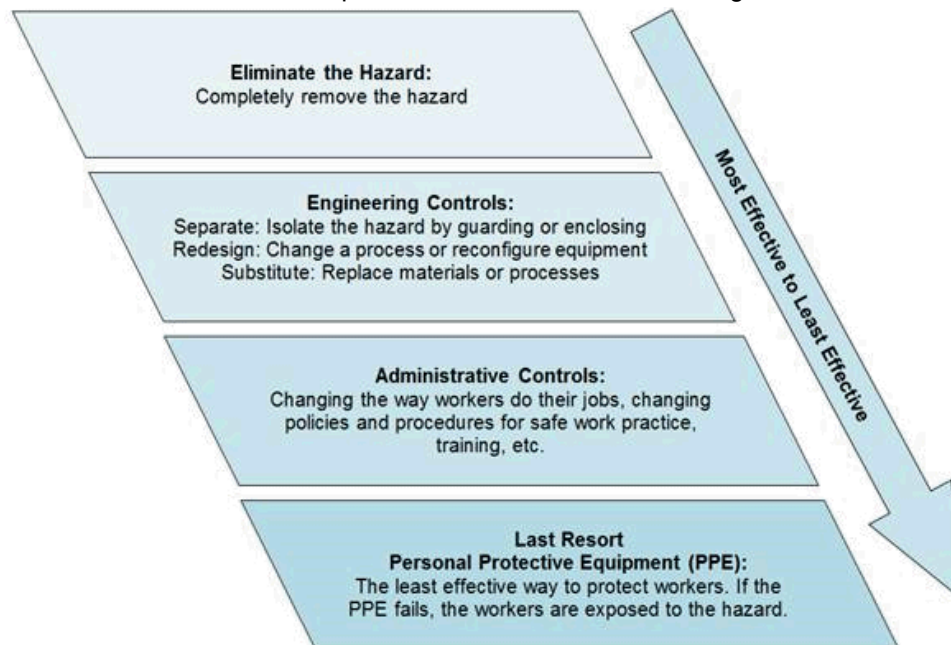 Eliminate the Hazard:
Completely remove the hazard
Engineering Controls:
Separate: Isolate the hazard by guarding or enclosing
Redesign: Change a process or reconfigure equipment
Substitute: Replace materials or processes
Administrative Controls:
Changing the way workers do their jobs, changing
policies and procedures for safe work practice,
training, etc.
Last Resort
Personal Protective Equipment (PPE):
The least effective way to protect workers. If the
PPE fails, the workers are exposed to the hazard.
Most Effective to Least Effective